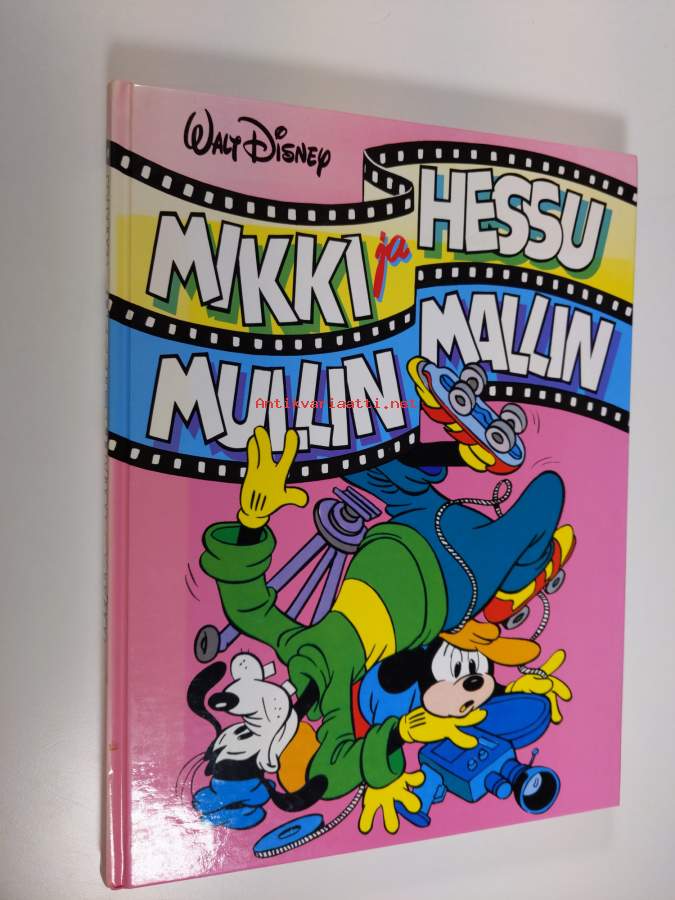 WALT DISNEY
MIKKI ja HESSU
MULLIN MALLIN
Antikvariaatti.net